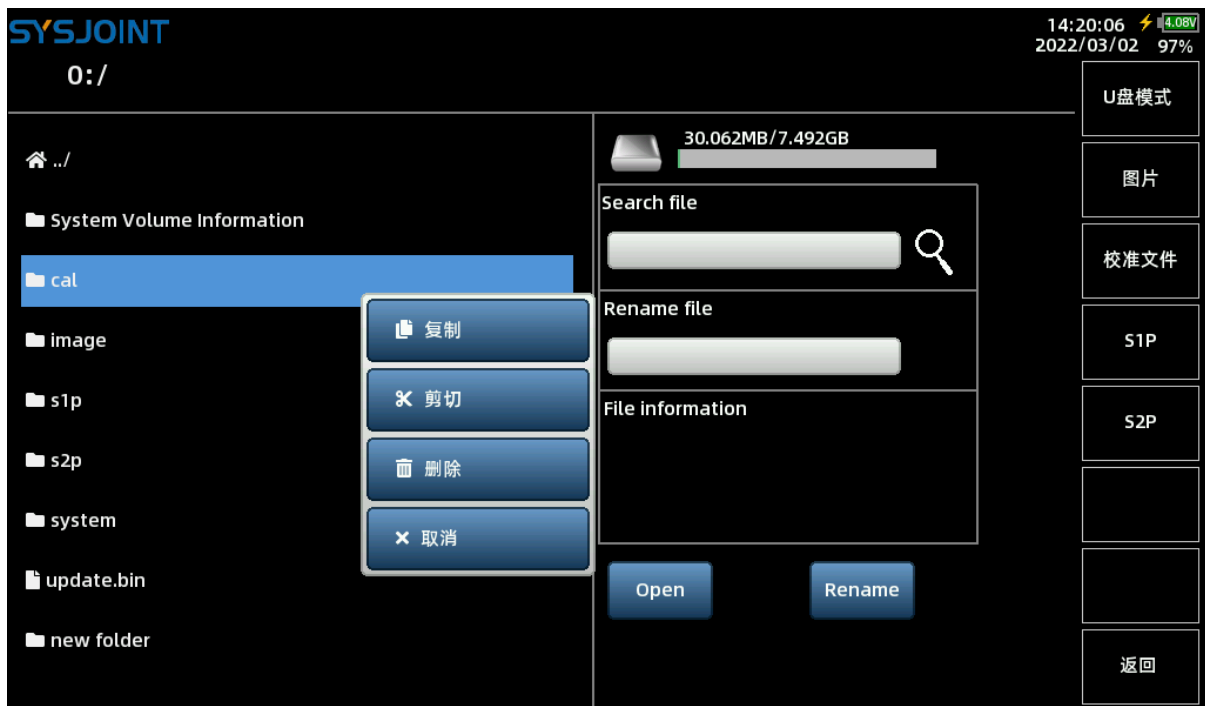 SYSJOINT
14:20:06 4.08V
2022/03/02 97%
0:/
../
System Volume Information
cal
image
s1p
s2p
system
update.bin
new folder
复制
剪切
删除
取消
30.062MB/7.492GB
Search file
Rename file
File information
Open
Rename
U盘模式
图片
校准文件
S1P
S2P
返回